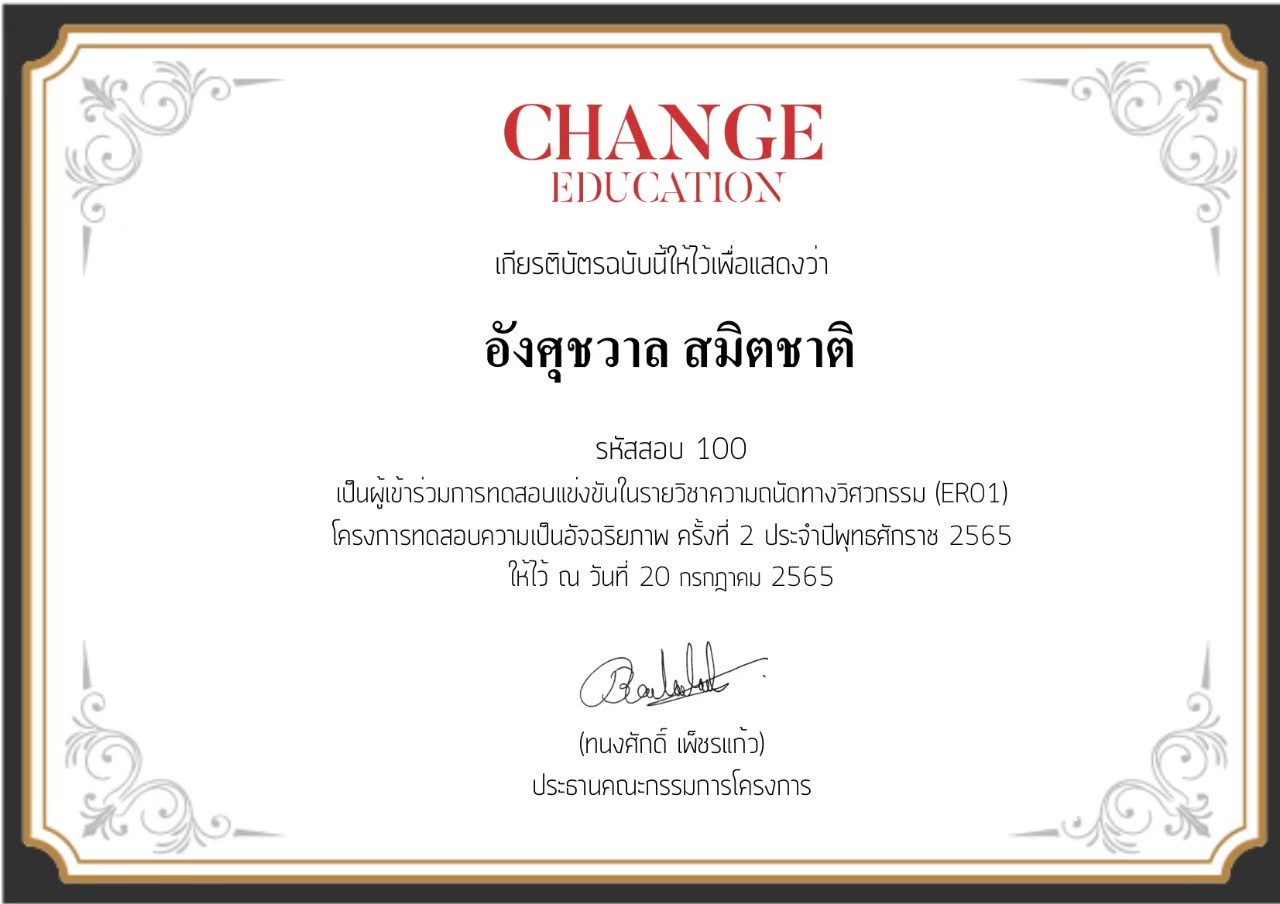 CHANGE
EDUCATION
เกียรติบัตรฉบับนี้ให้ไว้เพื่อแสดงว่า
อังศุชวาล สมิตชาติ
รหัสสอบ 100
เป็นผู้เข้าร่วมการทดสอบแข่งขันในรายวิชาความถนัดทางวิศวกรรม (ER01)
โครงการทดสอบความเป็นอัจฉริยภาพ ครั้งที่ 2 ประจำปีพุทธศักราช 2565
ให้ไว้ ณ วันที่ 20 กรกฎาคม 2565
(ทนงศักดิ์ เพ็ชรแก้ว)
ประธานคณะกรรมการโครงการ